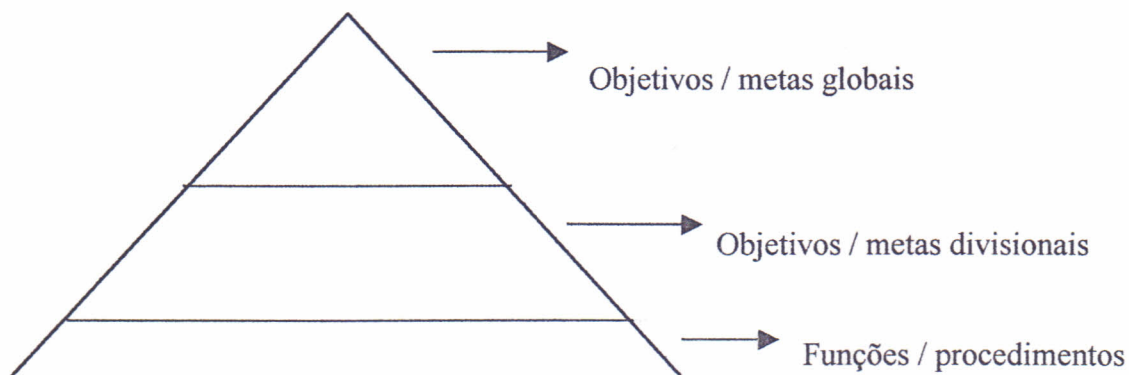 Objetivos / metas globais
Objetivos / metas divisionais
Funções / procedimentos